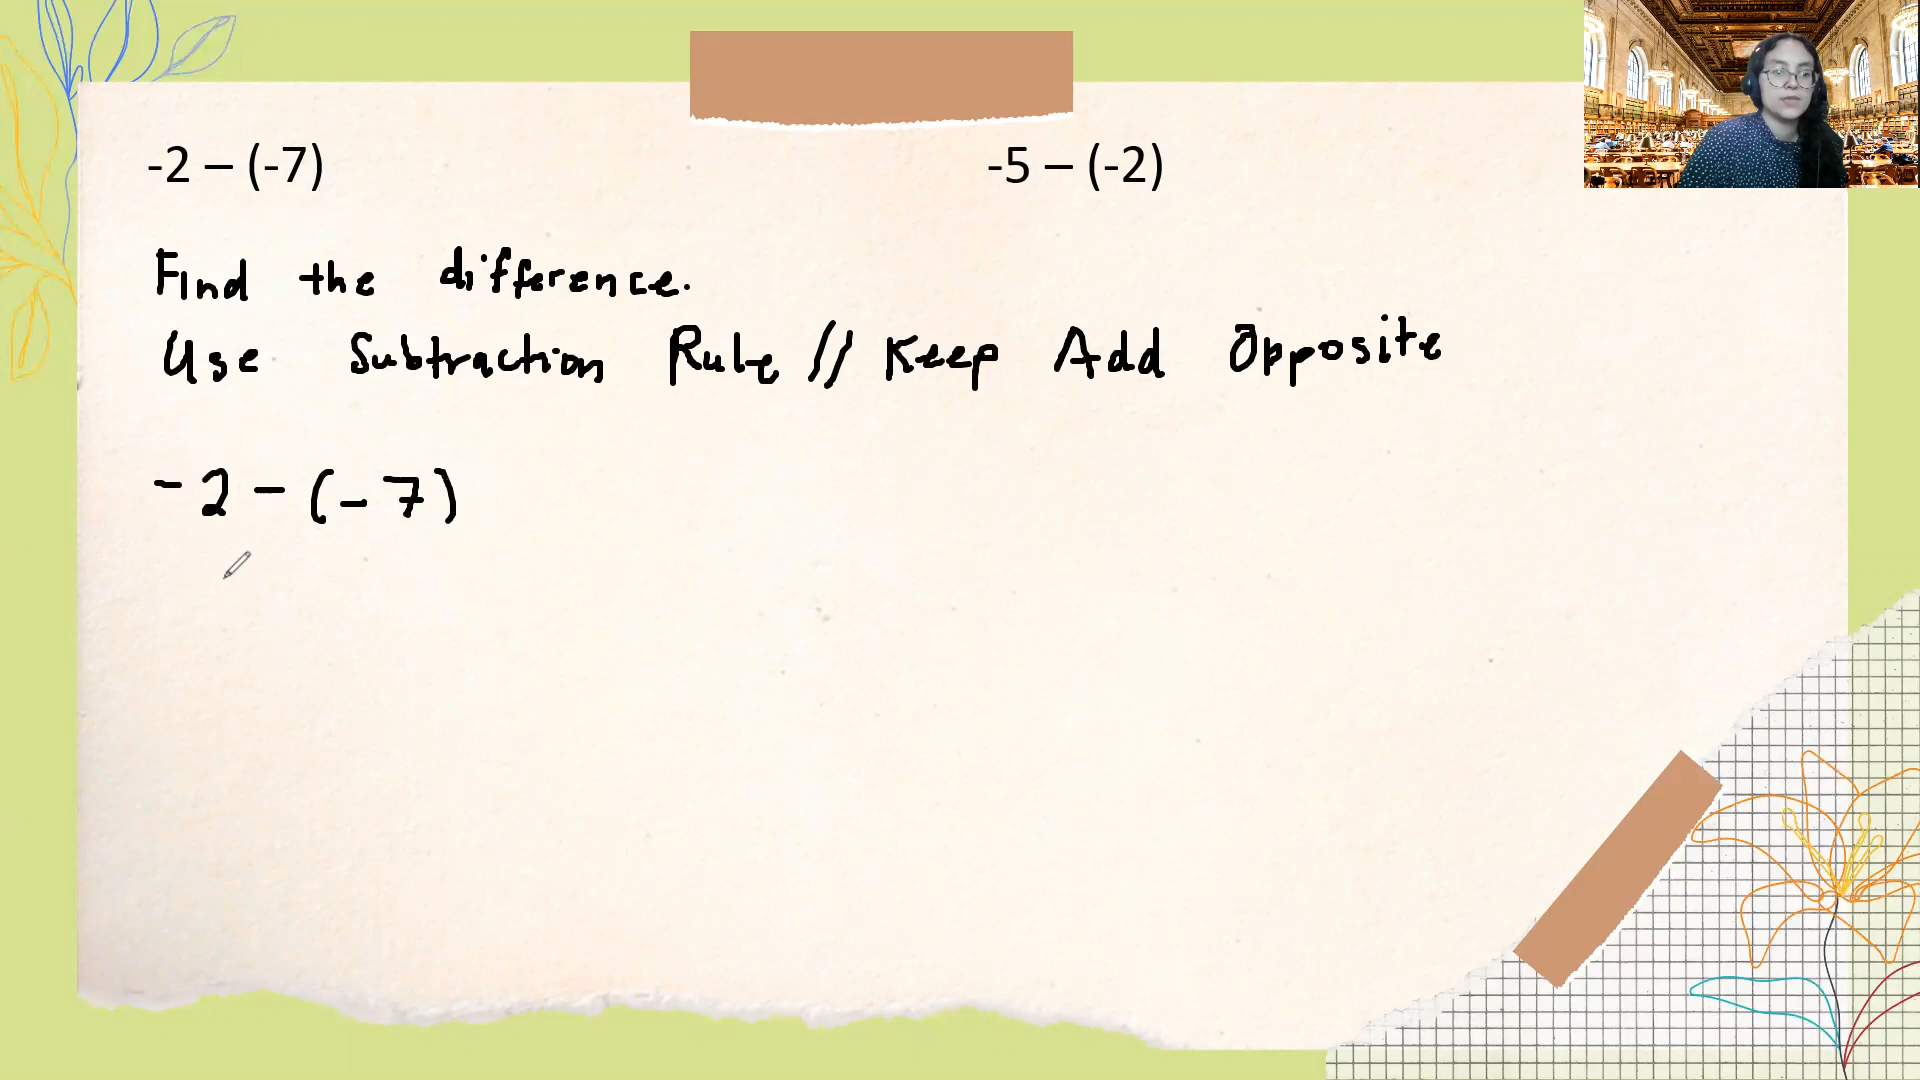 -2 – (-7)
-5 – (-2)
Find the difference.
Use Subtraction Rule // Keep Add Opposite
-2 - (-7)